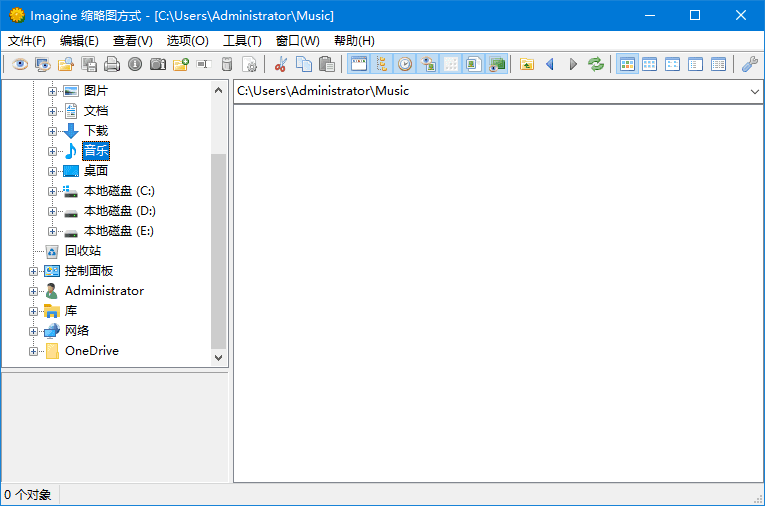 Imagine 缩略图方式 - [C:\Users\Administrator\Music]
文件(F) 编辑(E) 查看(V) 选项(O) 工具(T) 窗口(W) 帮助(H)
C:\Users\Administrator\Music
图片
文档
下载
音乐
桌面
本地磁盘 (C:)
本地磁盘 (D:)
本地磁盘 (E:)
回收站
控制面板
Administrator
库
网络
OneDrive
0 个对象